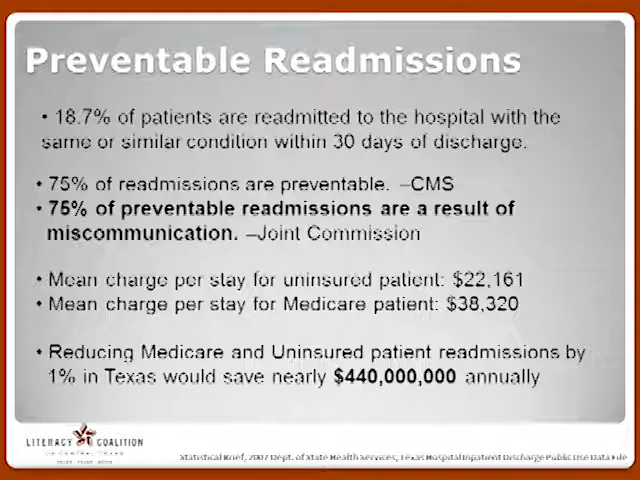 Preventable Readmissions
• 18.7% of patients are readmitted to the hospital with the
same or similar condition within 30 days of discharge.
• 75% of readmissions are preventable. –CMS
• 75% of preventable readmissions are a result of
miscommunication. –Joint Commission
• Mean charge per stay for uninsured patient: $22,161
• Mean charge per stay for Medicare patient: $38,320
• Reducing Medicare and Uninsured patient readmissions by
1% in Texas would save nearly $440,000,000 annually
LITERACY COALITION
OF CENTRAL TEXAS
Statistical Brief, 2007 Dept. of State Health Services, Texas Hospital Inpatient Discharge Public Use Data File